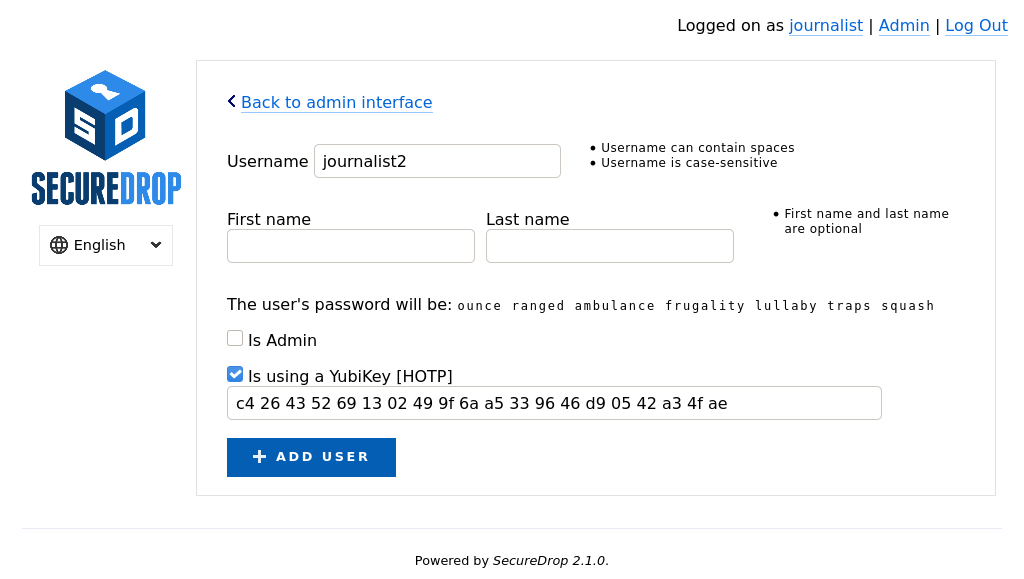 Logged on as journalist | Admin | Log Out
SECUREDROP
English
Back to admin interface
Username journalist2
• Username can contain spaces
• Username is case-sensitive
First name
Last name
• First name and last name
are optional
The user's password will be: ounce ranged ambulance frugality lullaby traps squash
Is Admin
Is using a YubiKey [HOTP]
c4 26 43 52 69 13 02 49 9f 6a a5 33 96 46 d9 05 42 a3 4f ae
+ ADD USER
Powered by SecureDrop 2.1.0.